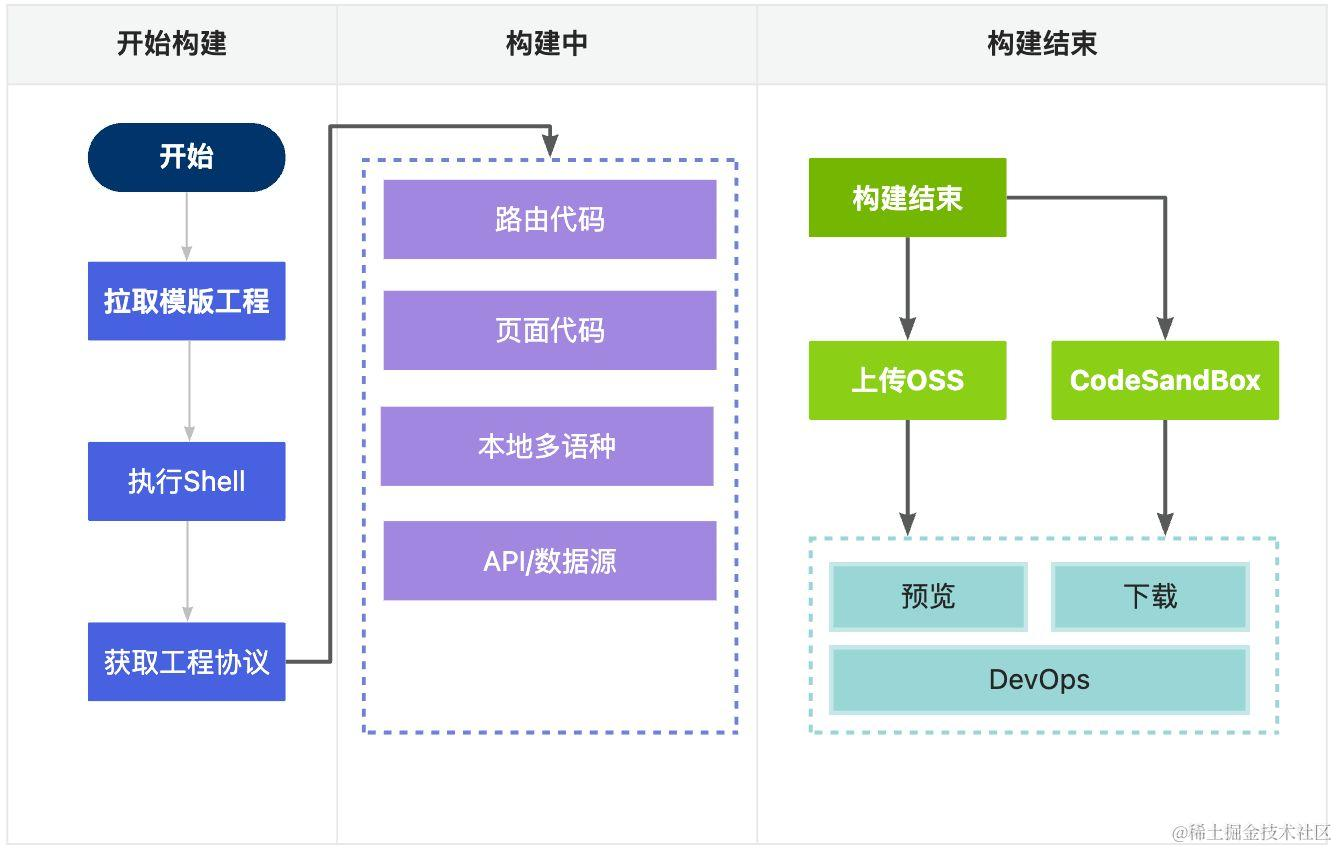 开始构建
构建中
构建结束
开始
拉取模版工程
执行Shell
获取工程协议
路由代码
页面代码
本地多语种
API/数据源
构建结束
上传OSS
CodeSandBox
预览
下载
DevOps
@稀土掘金技术社区